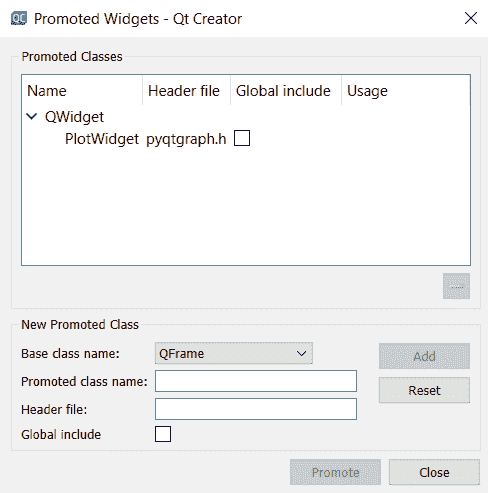 QC Promoted Widgets - Qt Creator
Promoted Classes
Name Header file Global include Usage
QWidget
PlotWidget pyqtgraph.h
New Promoted Class
Base class name: QFrame
Add
Promoted class name:
Reset
Header file:
Global include
Promote Close